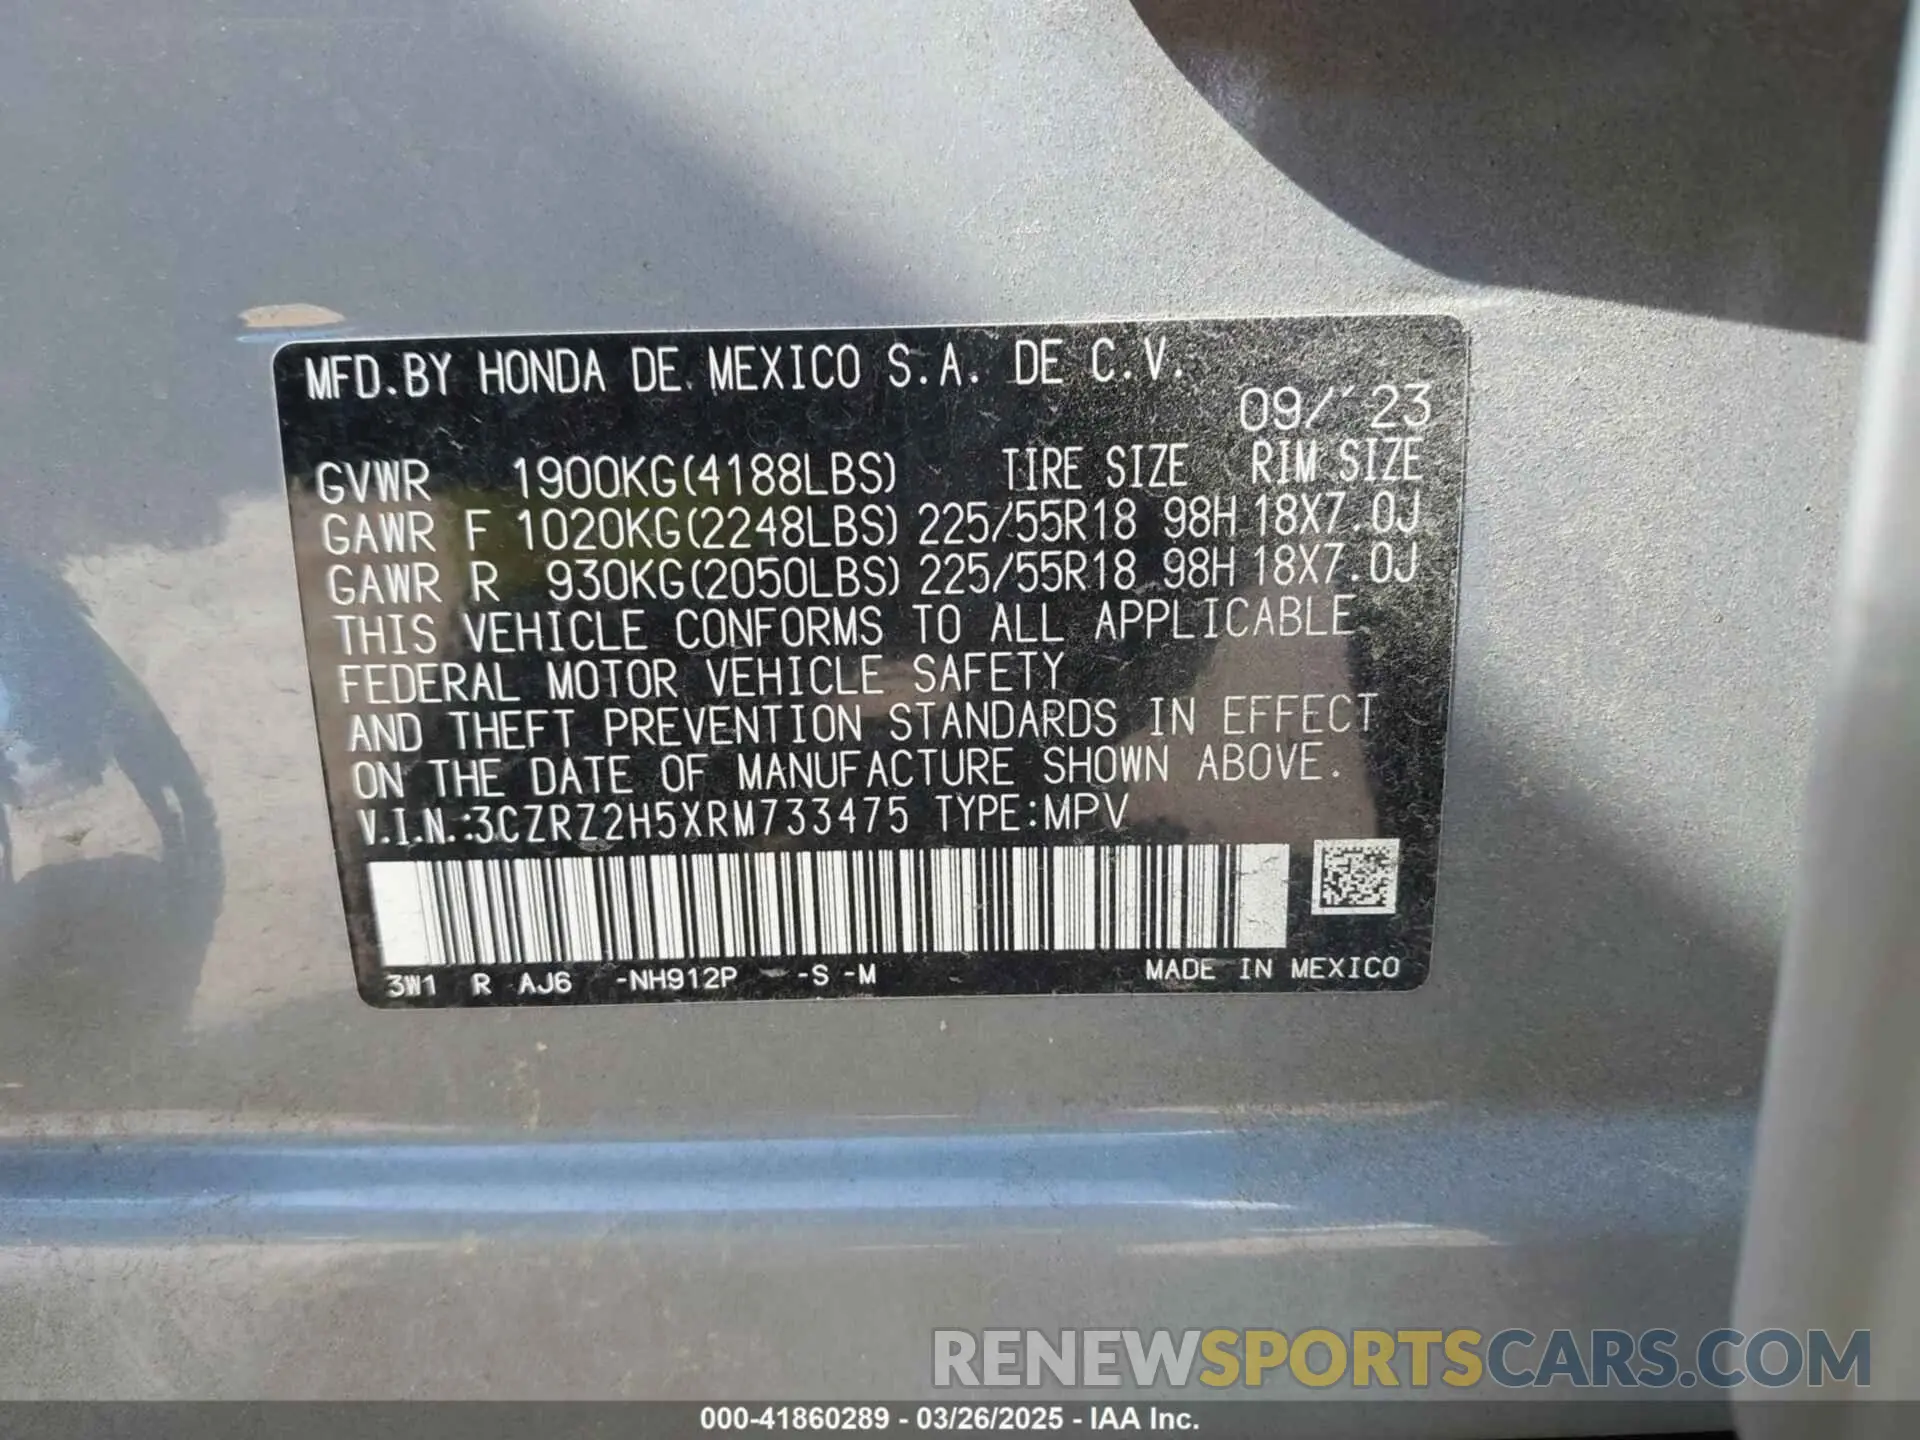 MFD.BY HONDA DE MEXICO S.A. DE C.V.
09/ 23
GVWR 1900KG(4188LBS) TIRE SIZE RIM SIZE
GAWR F 1020KG(2248LBS) 225/55R18 98H 18X7.0J
GAWR R 930KG(2050LBS) 225/55R18 98H 18X7.0J
THIS VEHICLE CONFORMS TO ALL APPLICABLE
FEDERAL MOTOR VEHICLE SAFETY
AND THEFT PREVENTION STANDARDS IN EFFECT
ON THE DATE OF MANUFACTURE SHOWN ABOVE.
V.I.N.:3CZRZ2H5XRM733475 TYPE:MPV
3W1 R AJ6 -NH912P -S -M MADE IN MEXICO
RENEWSPORTSCARS.COM
000-41860289 - 03/26/2025 - IAA Inc.